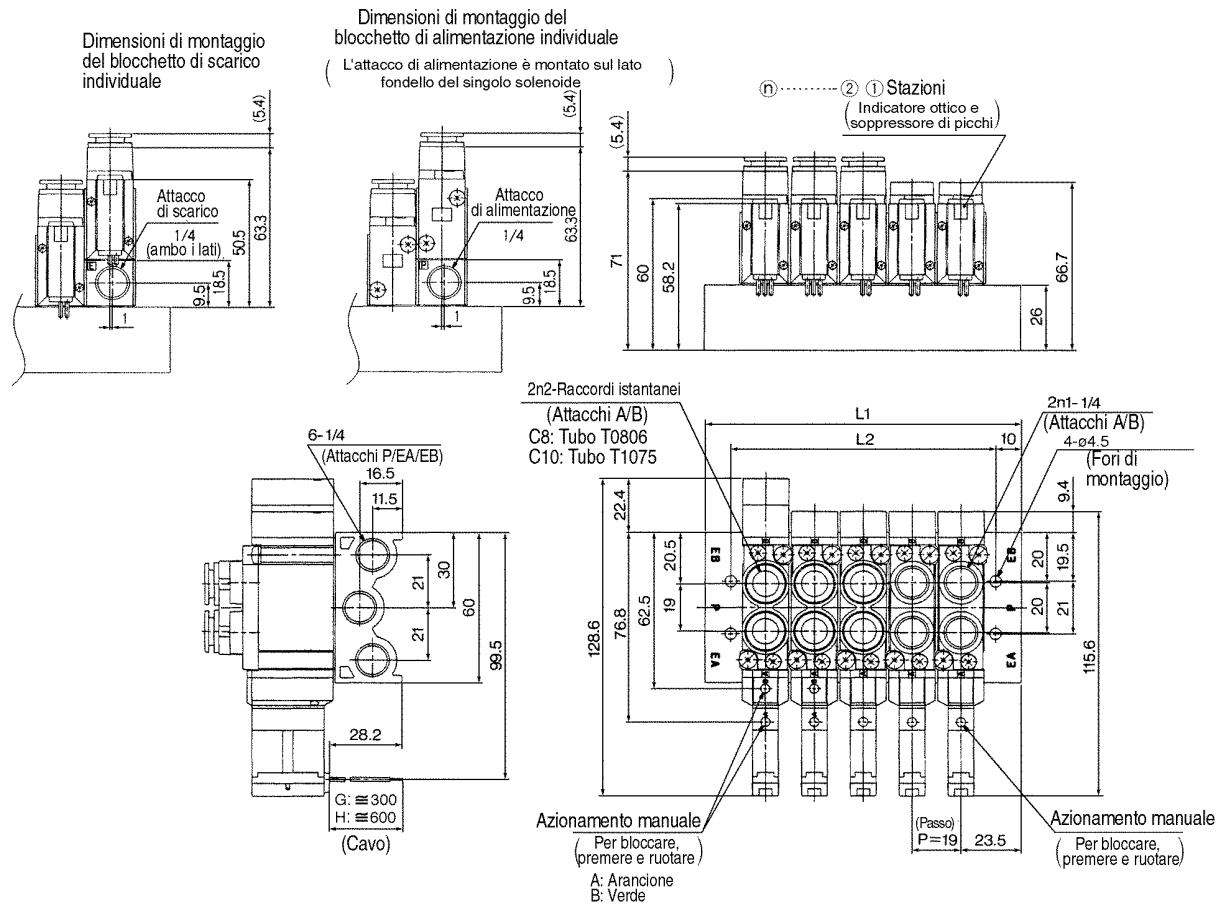 Dimensioni di montaggio
del blocchetto di scarico
individuale
Dimensioni di montaggio del
blocchetto di alimentazione individuale
( L'attacco di alimentazione è montato sul lato
fondello del singolo solenoide )
ⓝ ········ ② ① Stazioni
(Indicatore ottico e
soppressore di picchi)
(5.4)
63.3
50.5
18.5
9.5
1
Attacco
di scarico
1/4
(ambo i lati)
E
(5.4)
63.3
18.5
9.5
1
Attacco
di alimentazione
1/4
P
(5.4)
71
60
58.2
26
66.7
6-1/4
(Attacchi P/EA/EB)
16.5
11.5
21
21
30
60
99.5
28.2
G: ≅300
H: ≅600
(Cavo)
2n2-Raccordi istantanei
(Attacchi A/B)
C8: Tubo T0806
C10: Tubo T1075
L1
L2
10
2n1-1/4
(Attacchi A/B)
4-ø4.5
(Fori di
montaggio)
22.4
20.5
19
62.5
76.8
128.6
9.4
20
19.5
20
21
115.6
EB
P
EA
EB
P
EA
Azionamento manuale
(Per bloccare,
premere e ruotare)
A: Arancione
B: Verde
(Passo)
P=19
23.5
Azionamento manuale
(Per bloccare,
premere e ruotare)